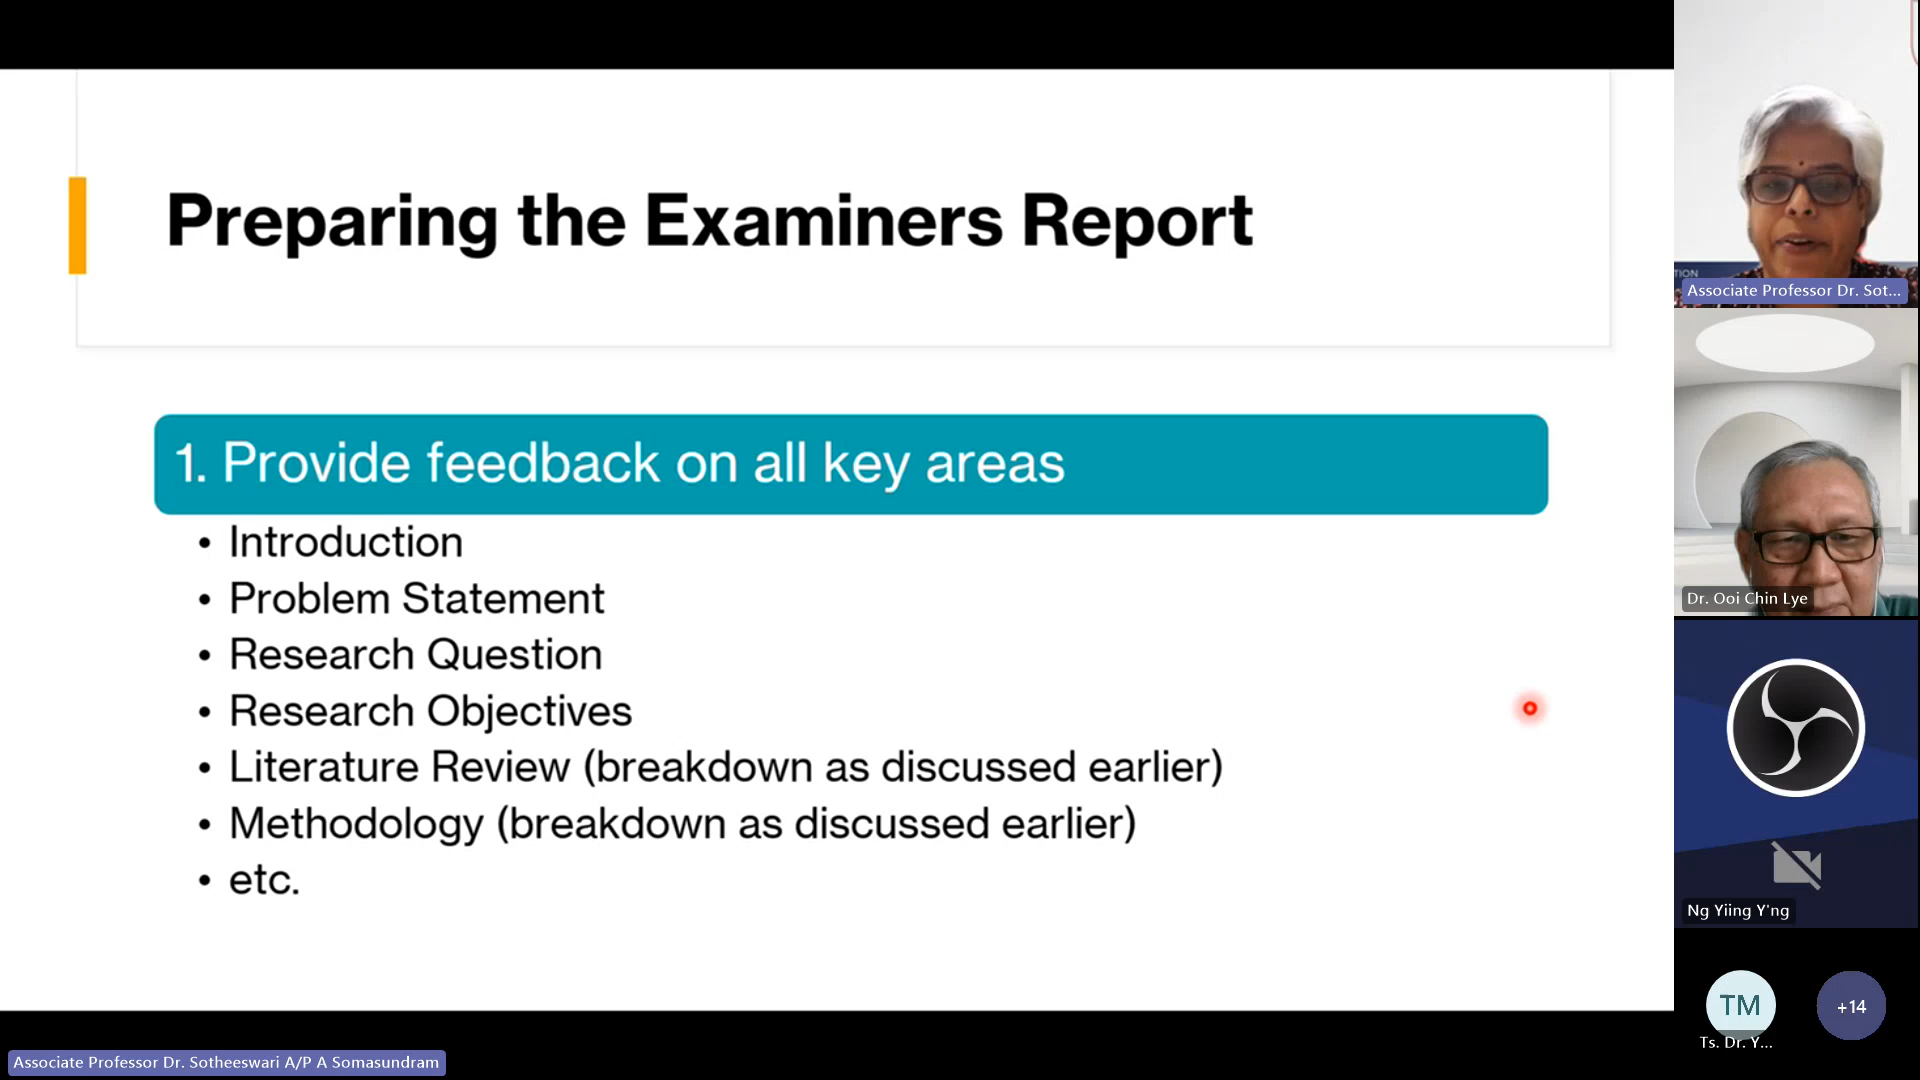 Preparing the Examiners Report
1. Provide feedback on all key areas
• Introduction
• Problem Statement
• Research Question
• Research Objectives
• Literature Review (breakdown as discussed earlier)
• Methodology (breakdown as discussed earlier)
• etc.
TION
Associate Professor Dr. Sot...
Dr. Ooi Chin Lye
Ng Yiing Y'ng
TM
+14
Ts. Dr. Y...
Associate Professor Dr. Sotheeswari A/P A Somasundram